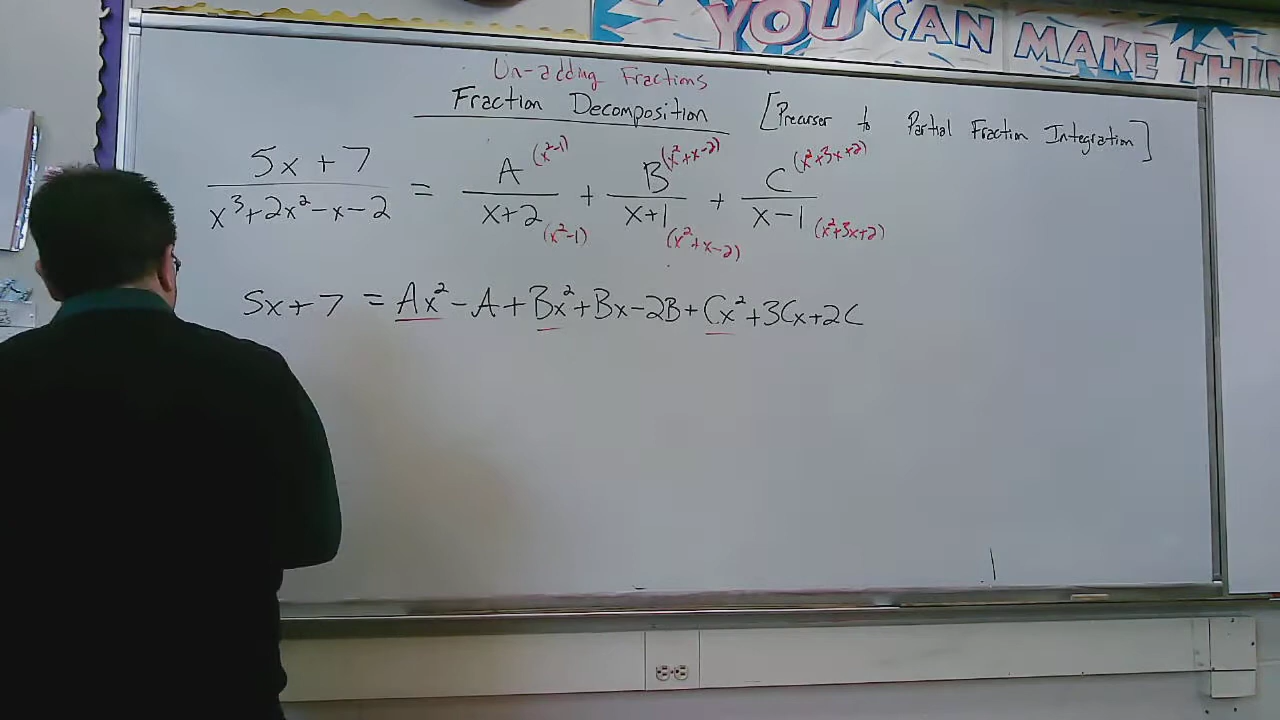 YOU CAN MAKE THIN
Un-adding Fractions
Fraction Decomposition [Precurser to Partial Fraction Integration]
(5x + 7)/(x³+2x²-x-2) = A(x²-1)/(x+2)(x²-1) + B(x²+x-2)/(x+1)(x²+x-2) + C(x²+3x+2)/(x-1)(x²+3x+2)
5x+7 = Ax² - A + Bx² + Bx - 2B + Cx² + 3Cx + 2C